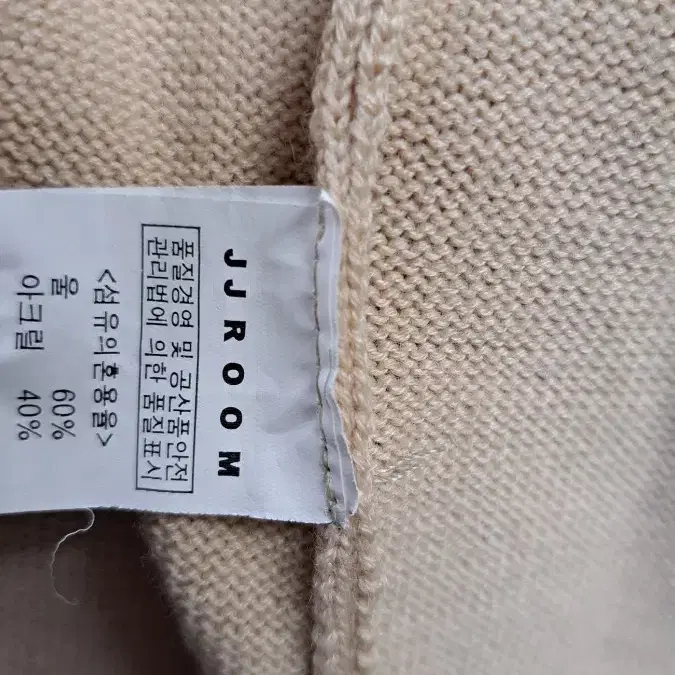 JJROOM
품질경영 및 공산품안전
관리법에 의한 품질표시
<섬유의혼용율>
울 60%
아크릴 40%